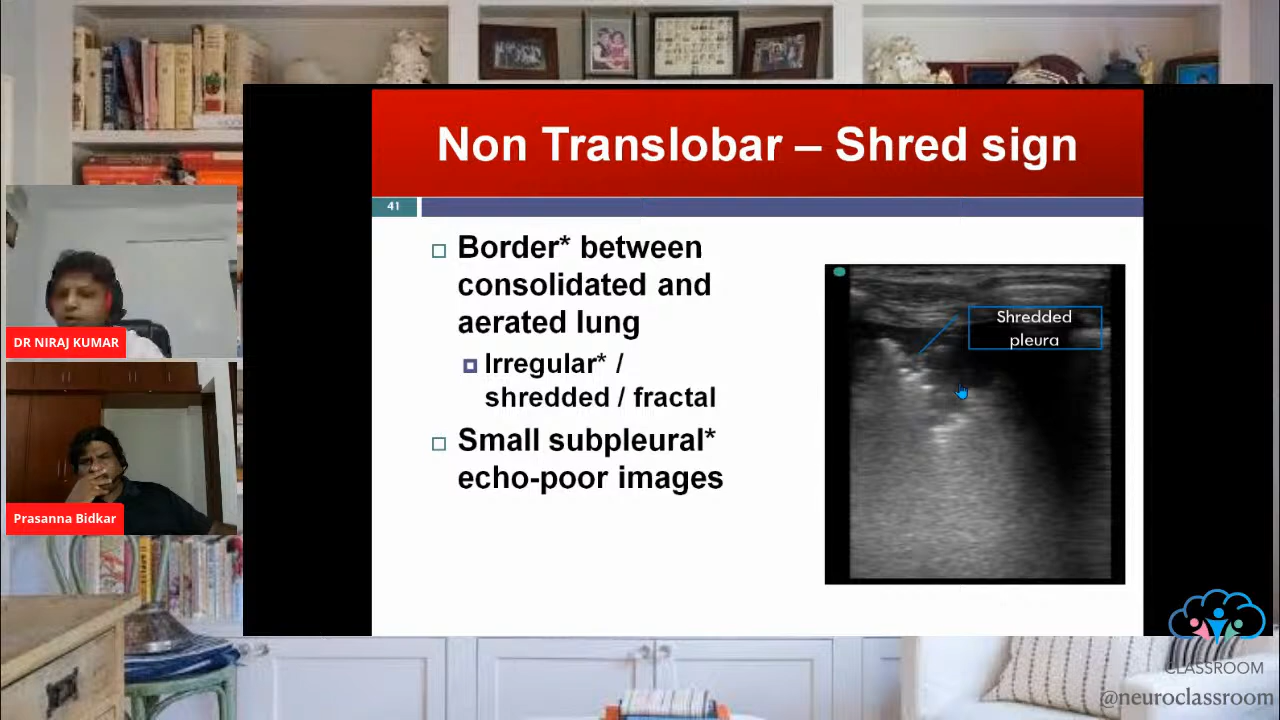 Non Translobar – Shred sign
41
Border* between
consolidated and
aerated lung
Irregular* /
shredded / fractal
Small subpleural*
echo-poor images
Shredded
pleura
DR NIRAJ KUMAR
Prasanna Bidkar
CLASSROOM
@neuroclassroom